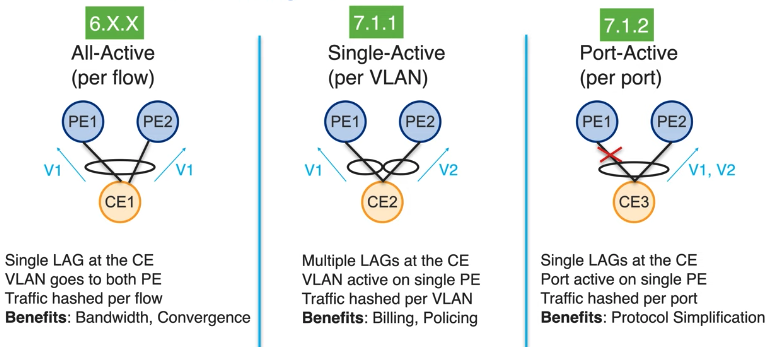 6.X.X
All-Active
(per flow)
PE1
PE2
V1
V1
CE1
Single LAG at the CE
VLAN goes to both PE
Traffic hashed per flow
Benefits: Bandwidth, Convergence
7.1.1
Single-Active
(per VLAN)
PE1
PE2
V1
V2
CE2
Multiple LAGs at the CE
VLAN active on single PE
Traffic hashed per VLAN
Benefits: Billing, Policing
7.1.2
Port-Active
(per port)
PE1
PE2
V1, V2
CE3
Single LAGs at the CE
Port active on single PE
Traffic hashed per port
Benefits: Protocol Simplification